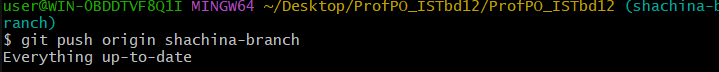 user@WIN-OBDDTVF8Q1I MINGW64 ~/Desktop/ProfPO_ISTbd12/ProfPO_ISTbd12 (shachina-b
ranch)
$ git push origin shachina-branch
Everything up-to-date